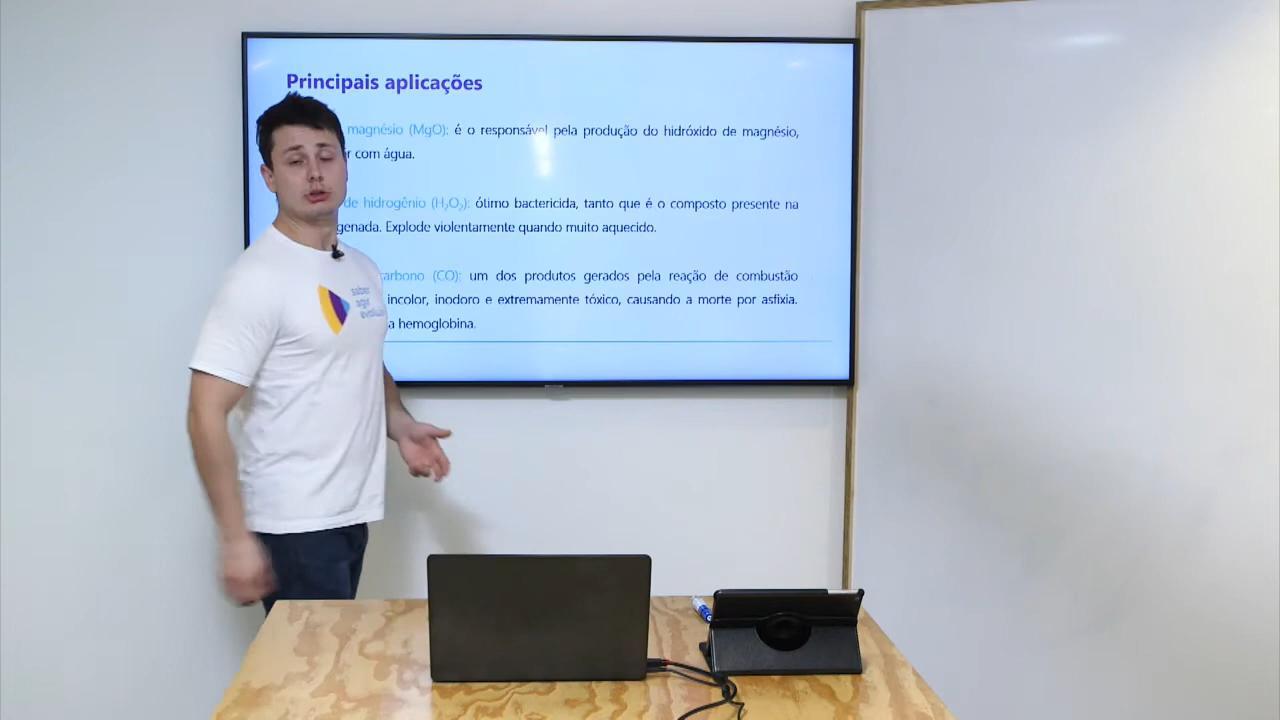 Principais aplicações
magnésio (MgO): é o responsável pela produção do hidróxido de magnésio,
com água.
de hidrogênio (H₂O₂): ótimo bactericida, tanto que é o composto presente na
genada. Explode violentamente quando muito aquecido.
carbono (CO): um dos produtos gerados pela reação de combustão
incolor, inodoro e extremamente tóxico, causando a morte por asfixia.
a hemoglobina.
saber
agir